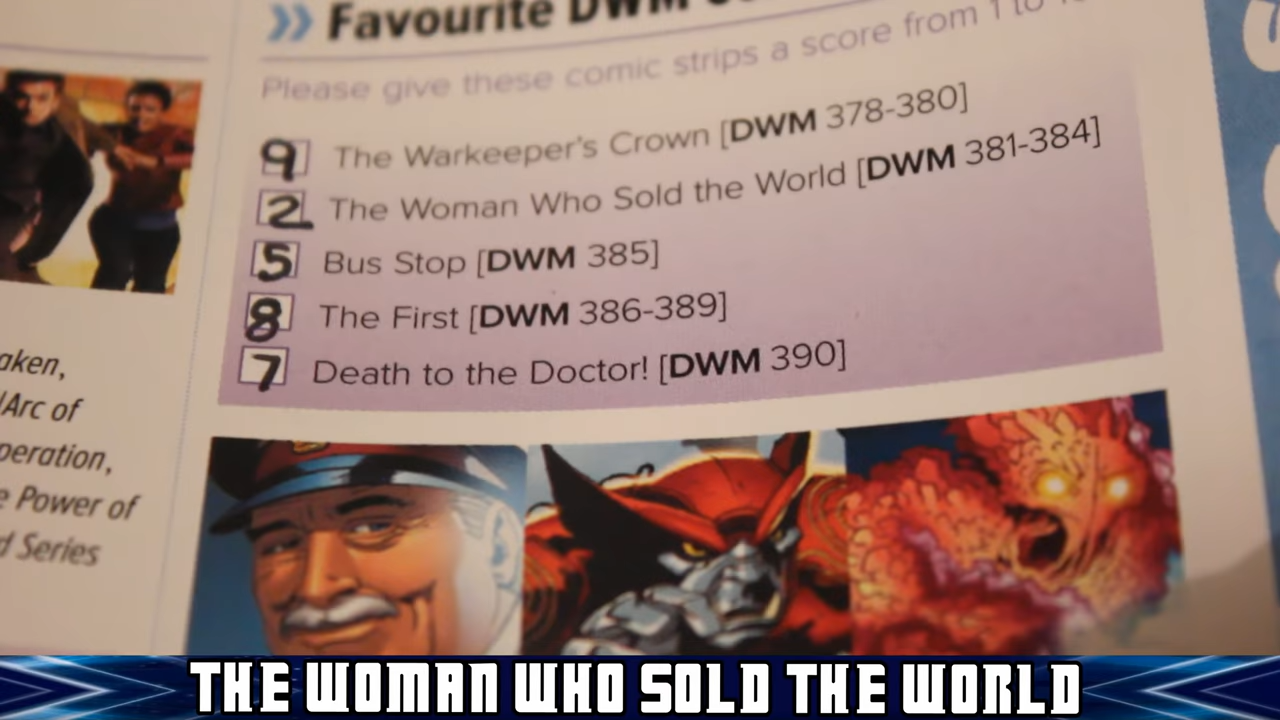 » Favourite DWM
Please give these comic strips a score from 1 to
9 The Warkeeper's Crown [DWM 378-380]
2 The Woman Who Sold the World [DWM 381-384]
5 Bus Stop [DWM 385]
8 The First [DWM 386-389]
7 Death to the Doctor! [DWM 390]
aken,
/Arc of
peration,
e Power of
d Series
THE WOMAN WHO SOLD THE WORLD